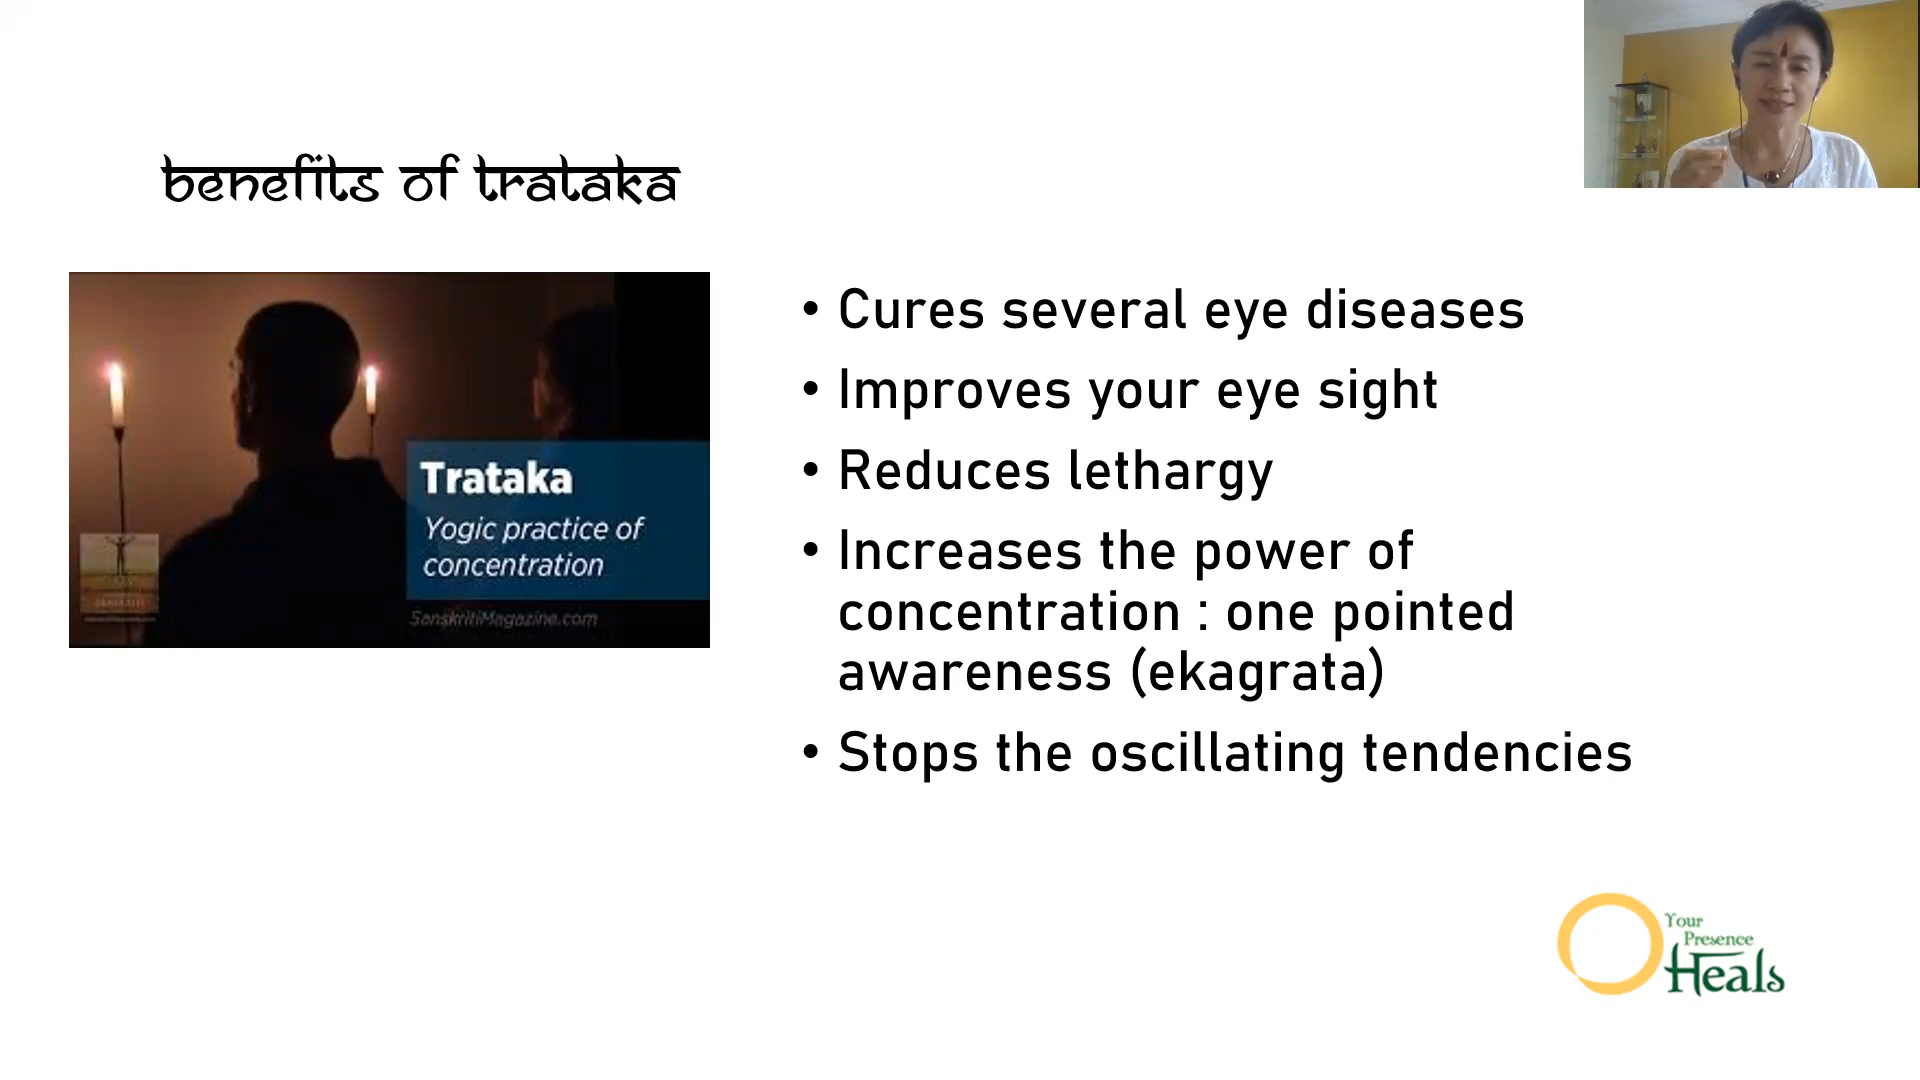 benefits of trataka
Trataka
Yogic practice of
concentration
SanskritiMagazine.com
• Cures several eye diseases
• Improves your eye sight
• Reduces lethargy
• Increases the power of
concentration : one pointed
awareness (ekagrata)
• Stops the oscillating tendencies
Your
Presence
Heals